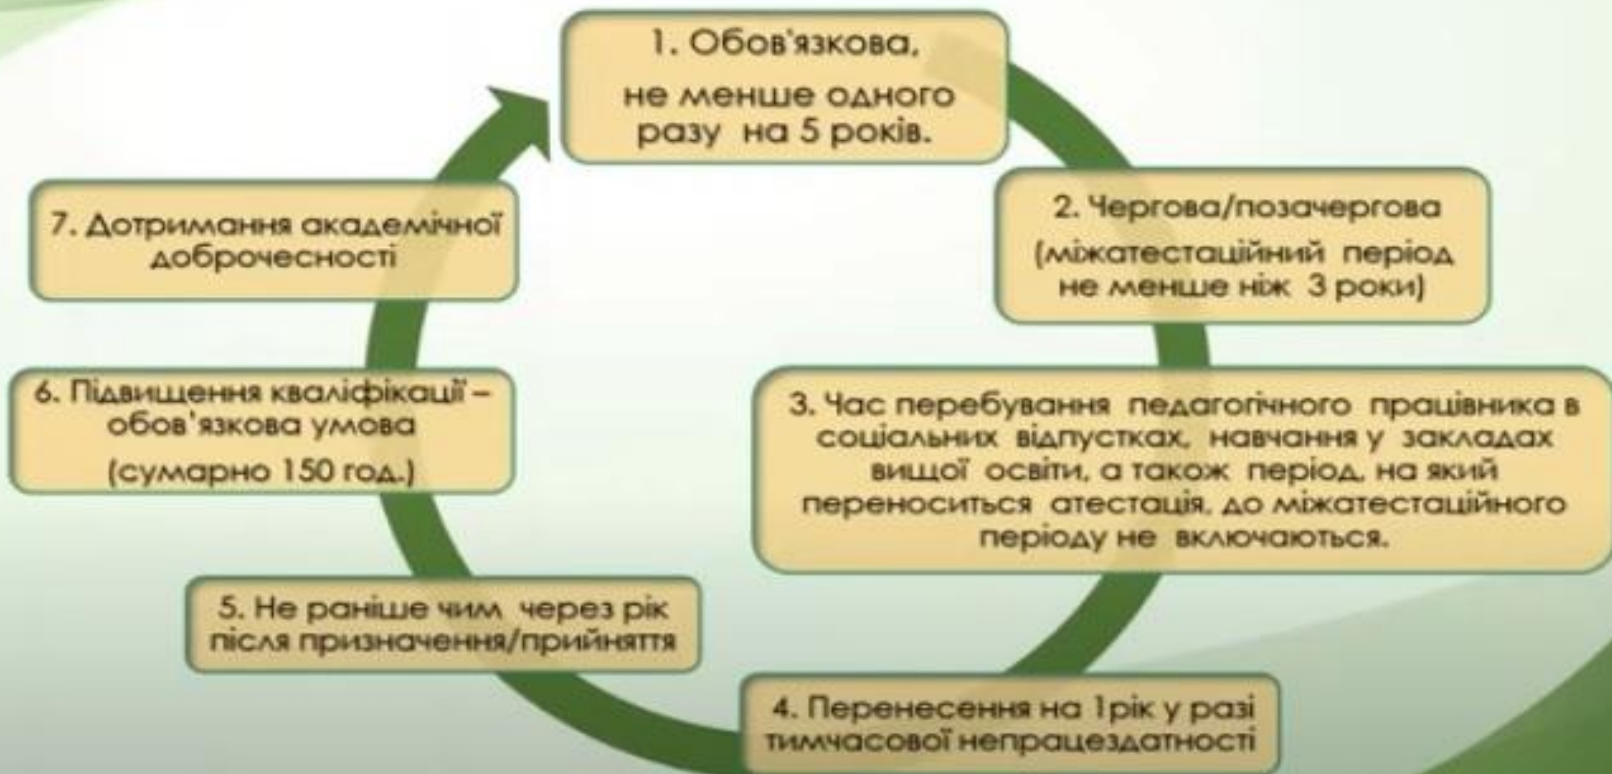 1. Обов'язкова,
не менше одного
разу на 5 років.
2. Чергова/позачергова
(міжатестаційний період
не менше ніж 3 роки)
3. Час перебування педагогічного працівника в
соціальних відпустках, навчання у закладах
вищої освіти, а також період, на який
переноситься атестація, до міжатестаційного
періоду не включаються.
4. Перенесення на 1рік у разі
тимчасової непрацездатності
5. Не раніше чим через рік
після призначення/прийняття
6. Підвищення кваліфікації –
обов'язкова умова
(сумарно 150 год.)
7. Дотримання академічної
доброчесності